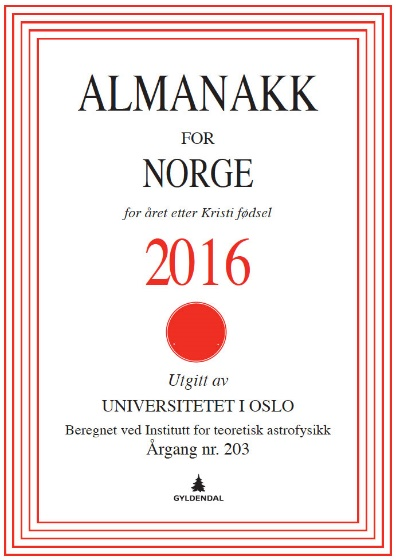 ALMANAKK
FOR
NORGE
for året etter Kristi fødsel
2016
Utgitt av
UNIVERSITETET I OSLO
Beregnet ved Institutt for teoretisk astrofysikk
Årgang nr. 203
GYLDENDAL